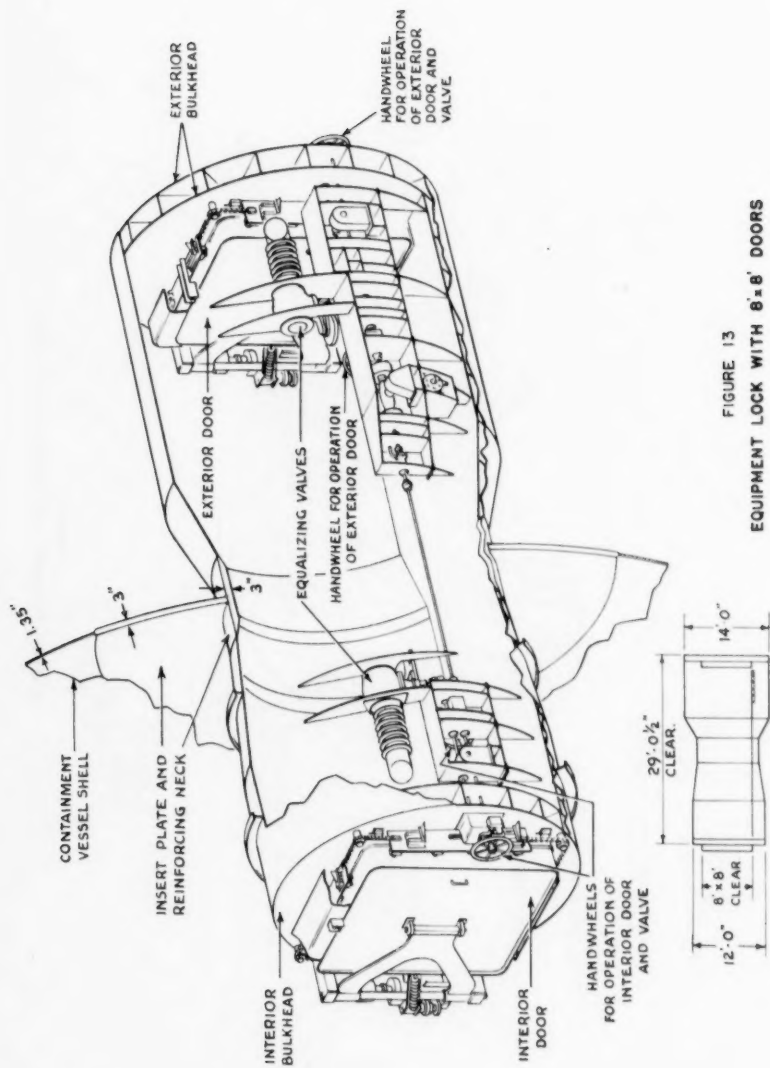 EXTERIOR
BULKHEAD
HANDWHEEL
FOR OPERATION
OF EXTERIOR
DOOR AND
VALVE
EXTERIOR DOOR
EQUALIZING VALVES
HANDWHEEL FOR OPERATION
OF EXTERIOR DOOR
1.35"
3"
3"
CONTAINMENT
VESSEL SHELL
INSERT PLATE AND
REINFORCING NECK
INTERIOR
BULKHEAD
INTERIOR
DOOR
HANDWHEELS
FOR OPERATION OF
INTERIOR DOOR
AND VALVE
29'-0½"
CLEAR.
14'-0"
8'x8'
CLEAR
12'-0"
FIGURE 13
EQUIPMENT LOCK WITH 8'x8' DOORS